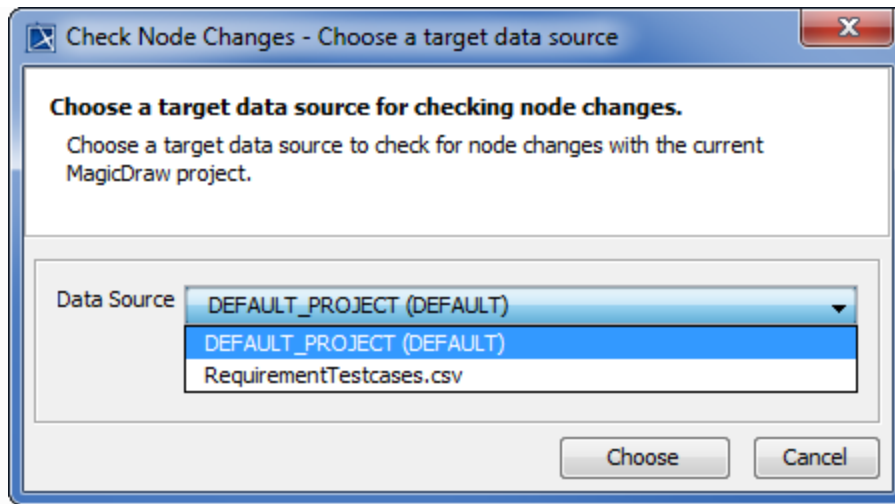 Check Node Changes - Choose a target data source
Choose a target data source for checking node changes.
Choose a target data source to check for node changes with the current
MagicDraw project.
Data Source DEFAULT_PROJECT (DEFAULT)
DEFAULT_PROJECT (DEFAULT)
RequirementTestcases.csv
Choose Cancel